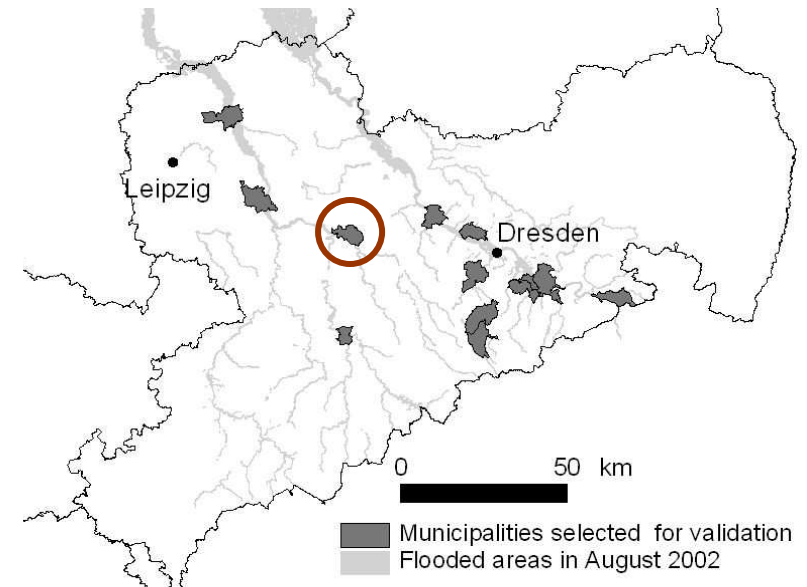 Leipzig
Dresden
0 50 km
Municipalities selected for validation
Flooded areas in August 2002